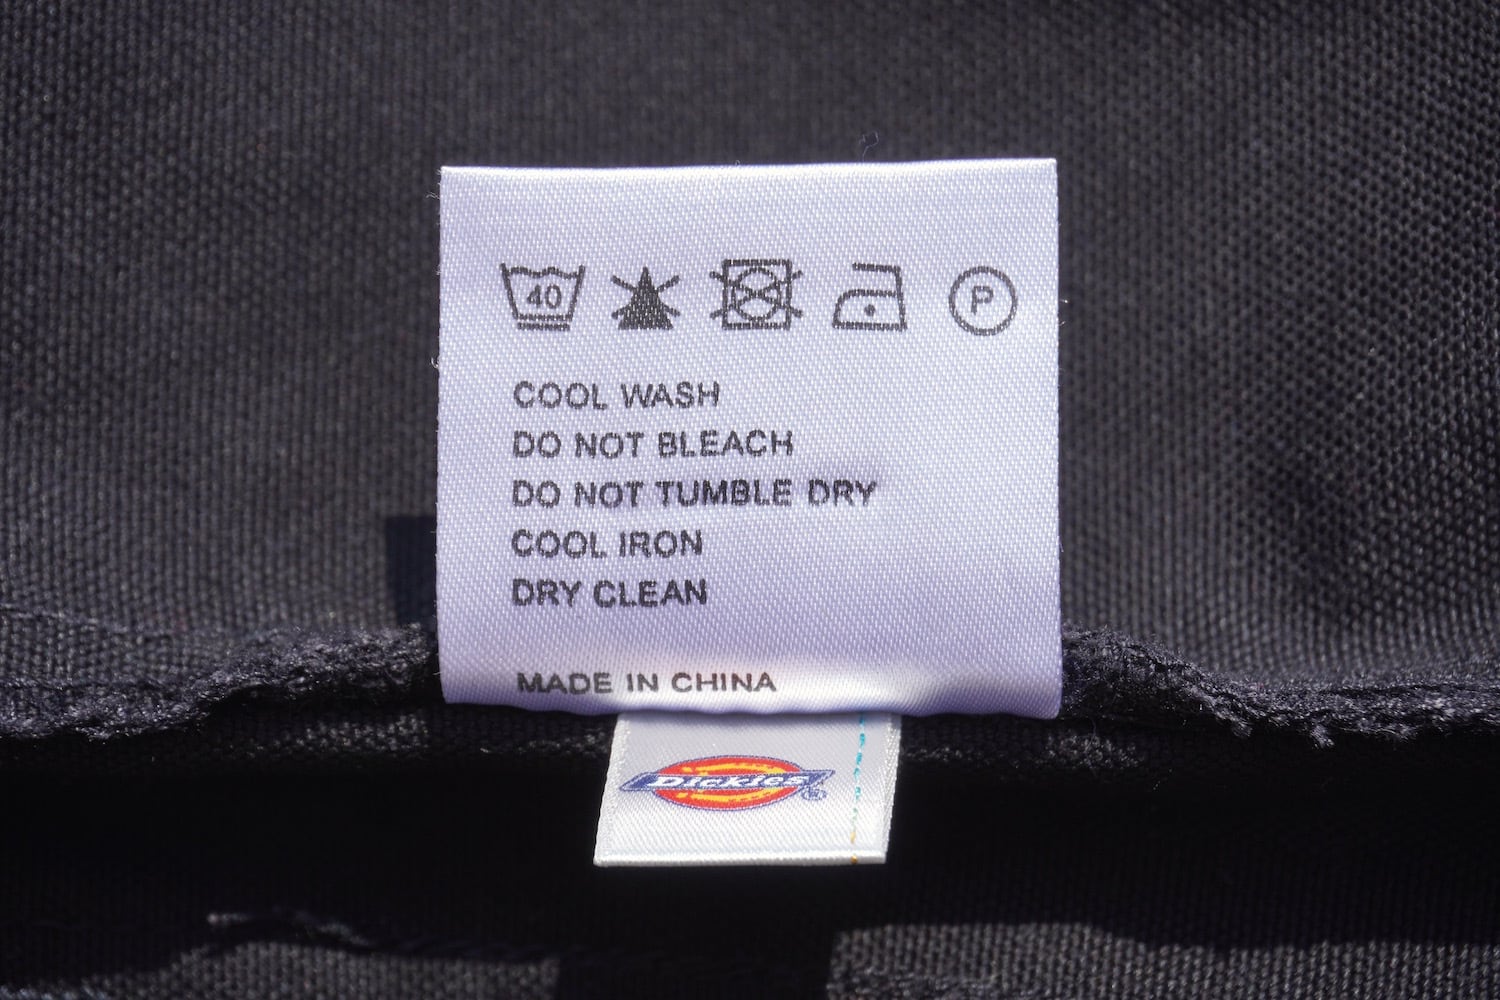 40 P
COOL WASH
DO NOT BLEACH
DO NOT TUMBLE DRY
COOL IRON
DRY CLEAN
MADE IN CHINA
Dickies®